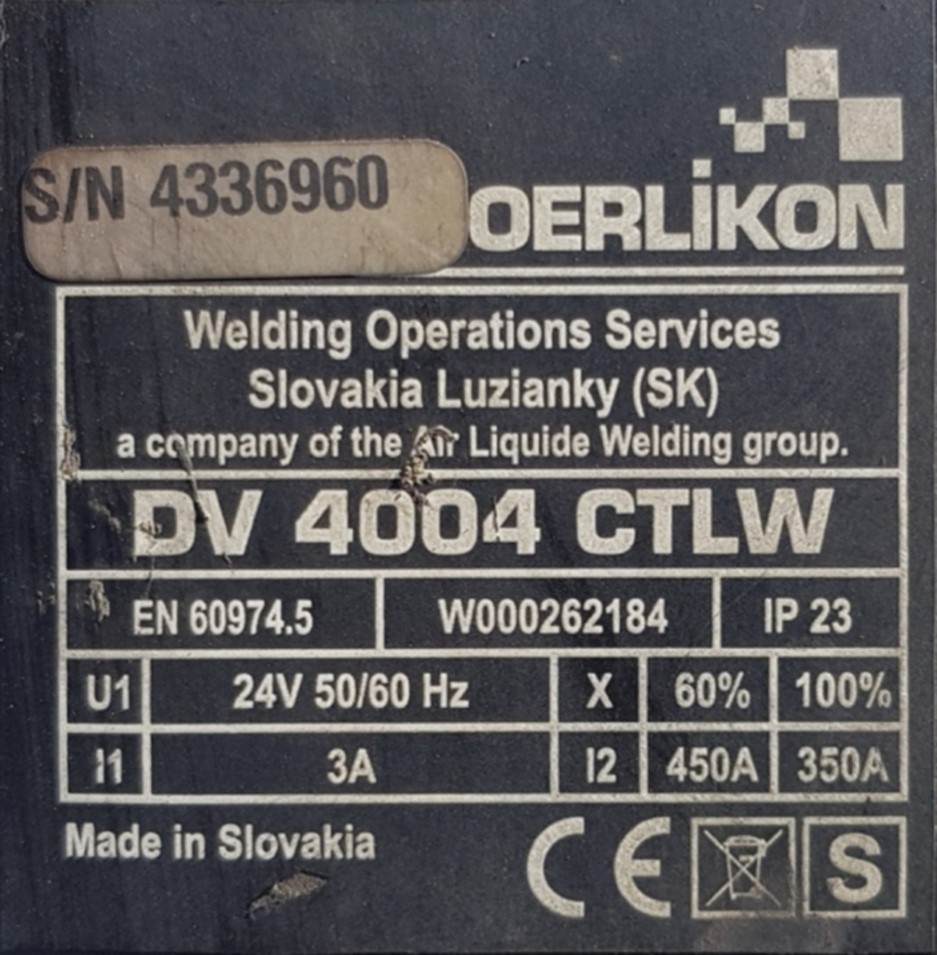 S/N 4336960
OERLiKON
Welding Operations Services
Slovakia Luzianky (SK)
a company of the Air Liquide Welding group.
DV 4004 CTLW
EN 60974.5 W000262184 IP 23
U1 24V 50/60 Hz X 60% 100%
I1 3A I2 450A 350A
Made in Slovakia CE S